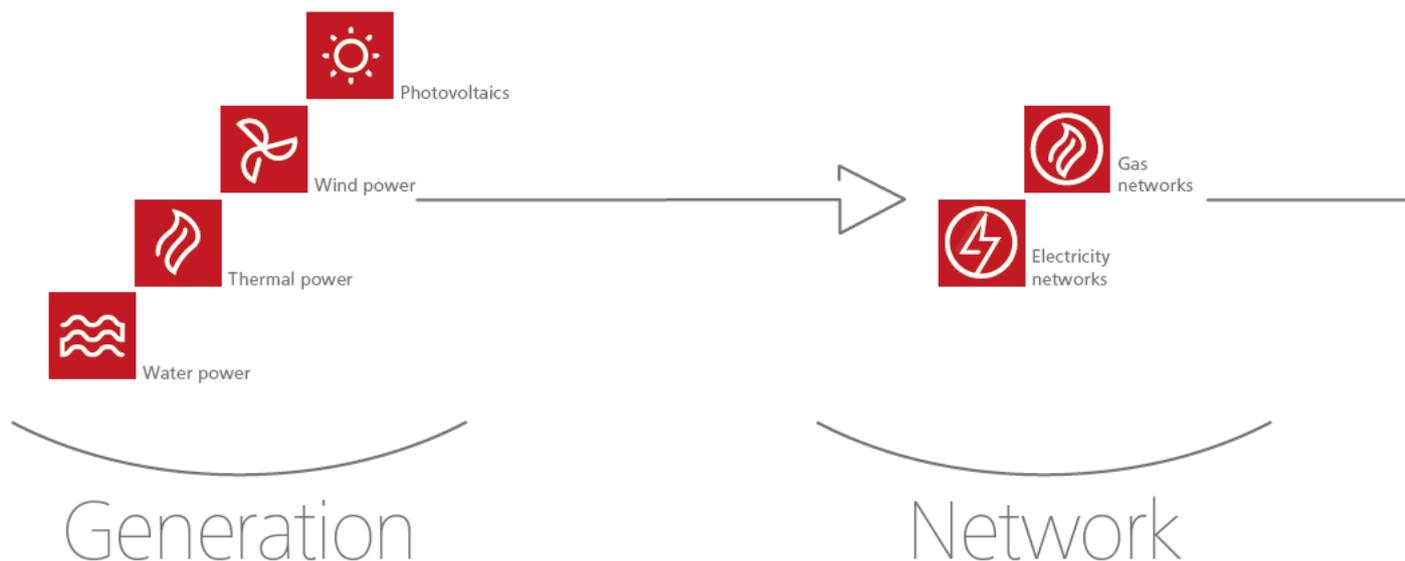 Photovoltaics
Wind power
Thermal power
Water power
Generation
Gas
networks
Electricity
networks
Network